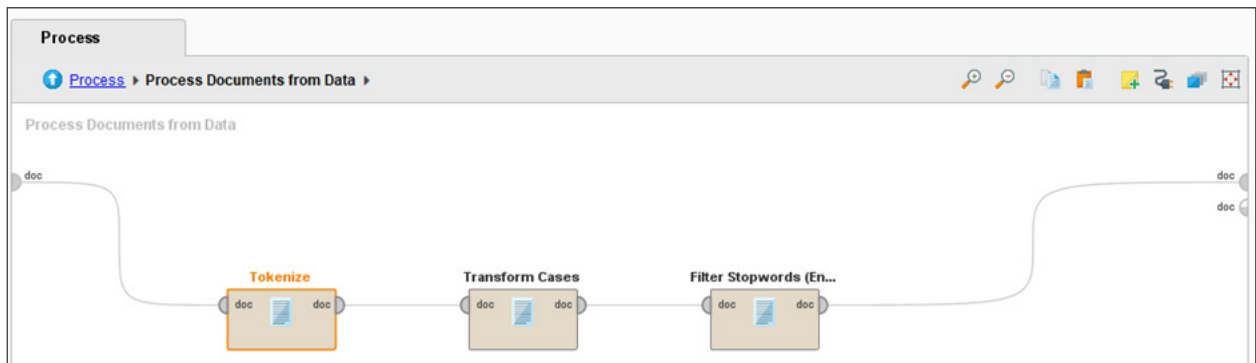 Process
Process ▸ Process Documents from Data ▸
Process Documents from Data
doc doc
doc
Tokenize Transform Cases Filter Stopwords (En...
doc doc doc doc doc doc